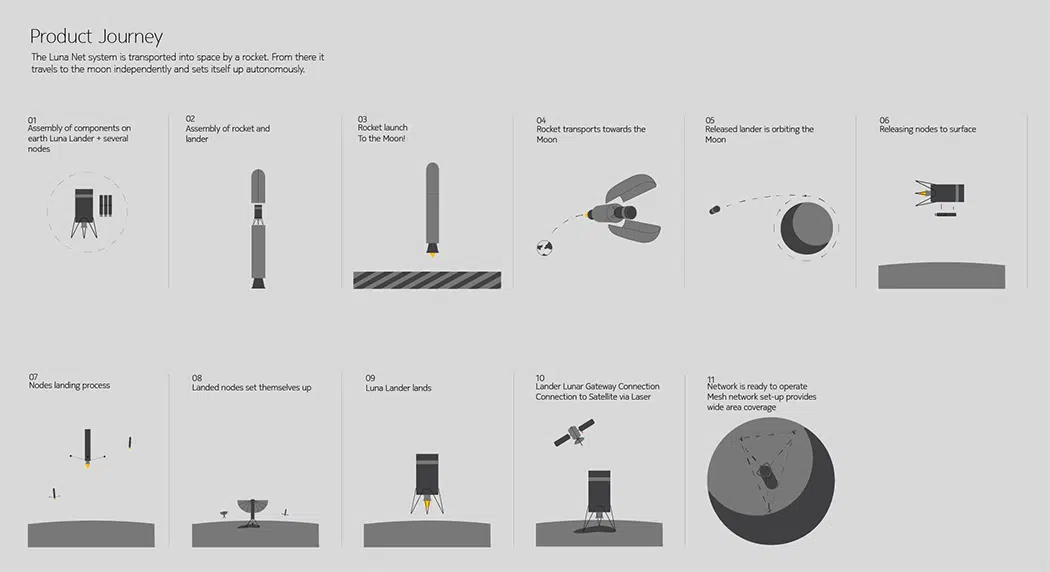 Product Journey
The Luna Net system is transported into space by a rocket. From there it
travels to the moon independently and sets itself up autonomously.
01
Assembly of components on
earth Luna Lander + several
nodes
02
Assembly of rocket and
lander
03
Rocket launch
To the Moon!
04
Rocket transports towards the
Moon
05
Released lander is orbiting the
Moon
06
Releasing nodes to surface
07
Nodes landing process
08
Landed nodes set themselves up
09
Luna Lander lands
10
Lander Lunar Gateway Connection
Connection to Satellite via Laser
11
Network is ready to operate
Mesh network set-up provides
wide area coverage